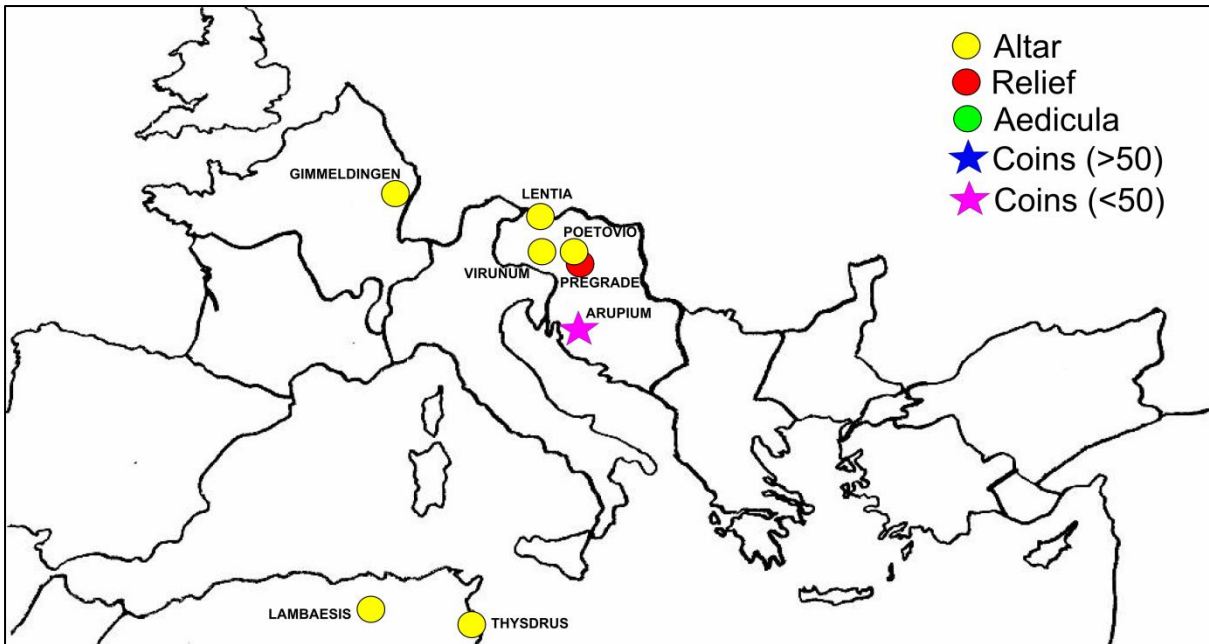 Altar
Relief
Aedicula
Coins (>50)
Coins (<50)
GIMMELDINGEN
LENTIA
POETOVIO
VIRUNUM
PREGRADE
ARUPIUM
LAMBAESIS
THYSDRUS